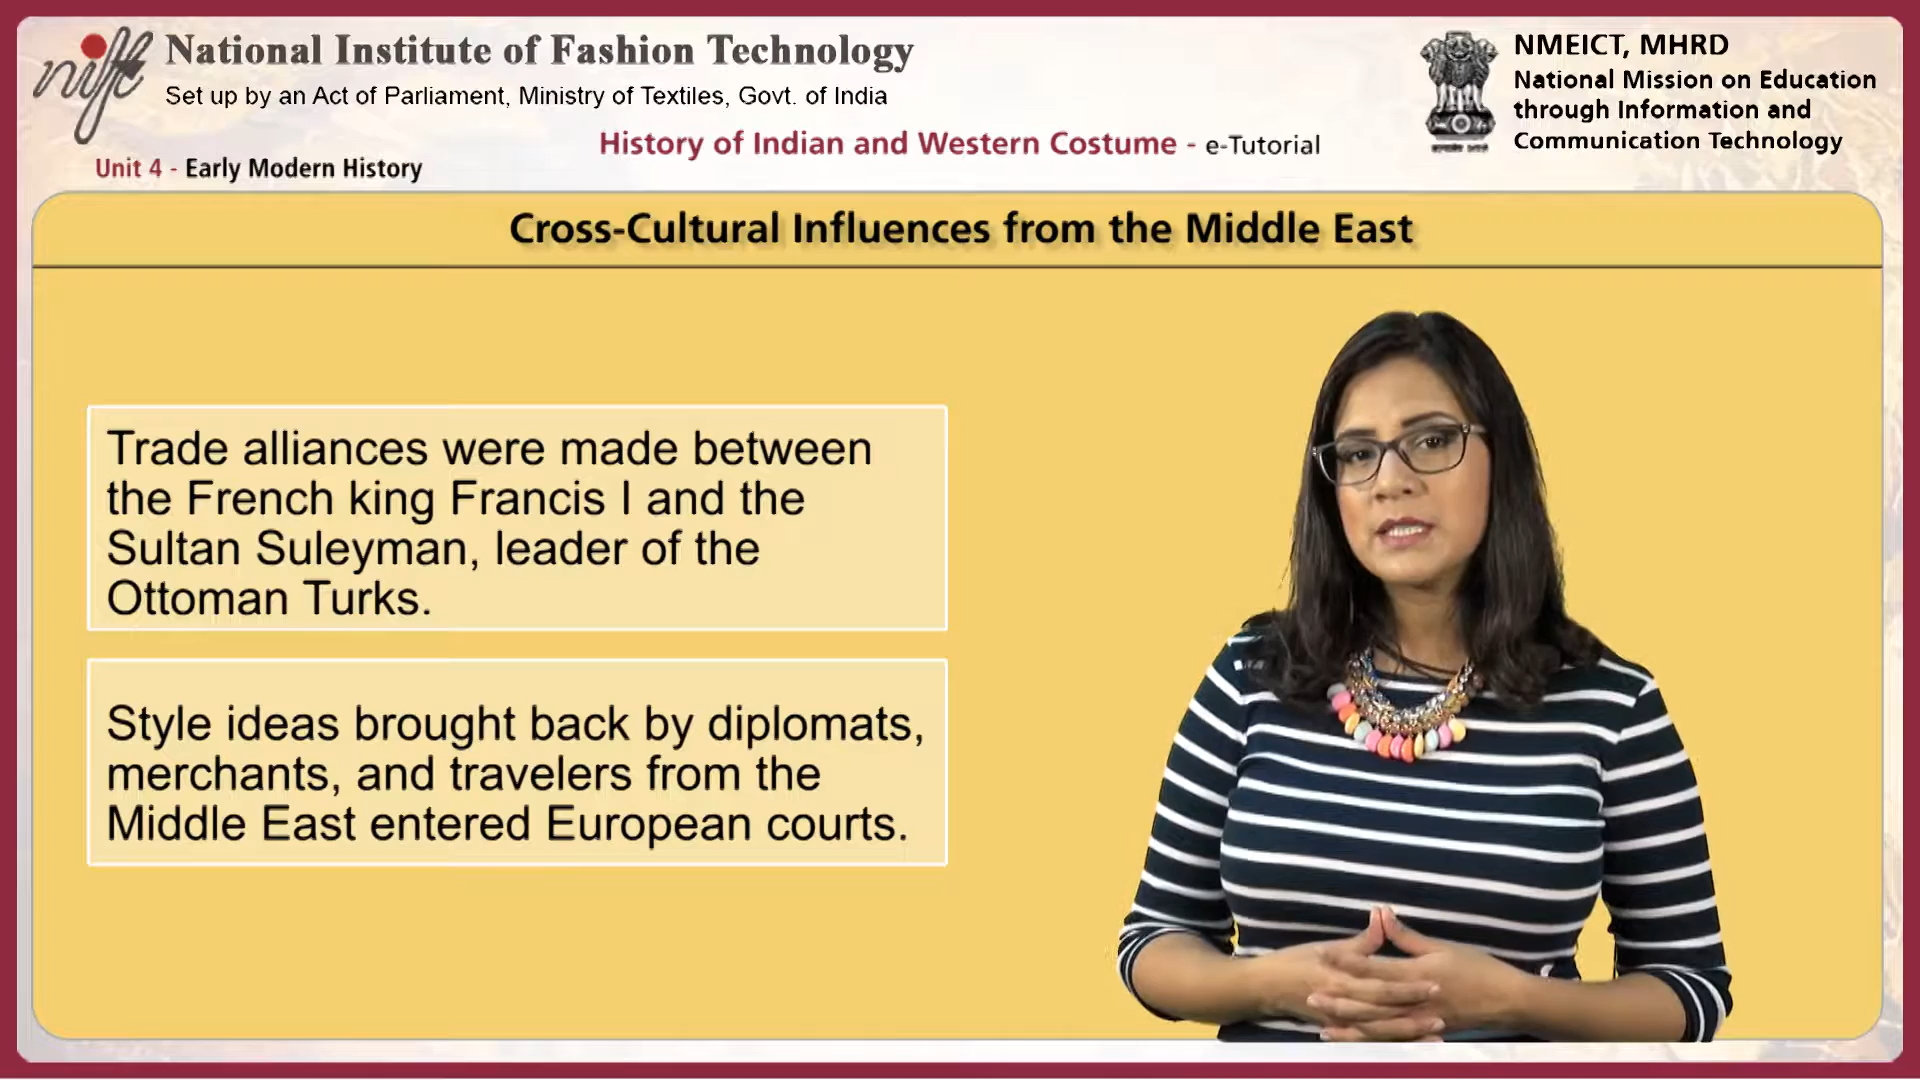 nift
National Institute of Fashion Technology
Set up by an Act of Parliament, Ministry of Textiles, Govt. of India
NMEICT, MHRD
National Mission on Education
through Information and
Communication Technology
History of Indian and Western Costume - e-Tutorial
Unit 4 - Early Modern History
Cross-Cultural Influences from the Middle East
Trade alliances were made between
the French king Francis I and the
Sultan Suleyman, leader of the
Ottoman Turks.
Style ideas brought back by diplomats,
merchants, and travelers from the
Middle East entered European courts.